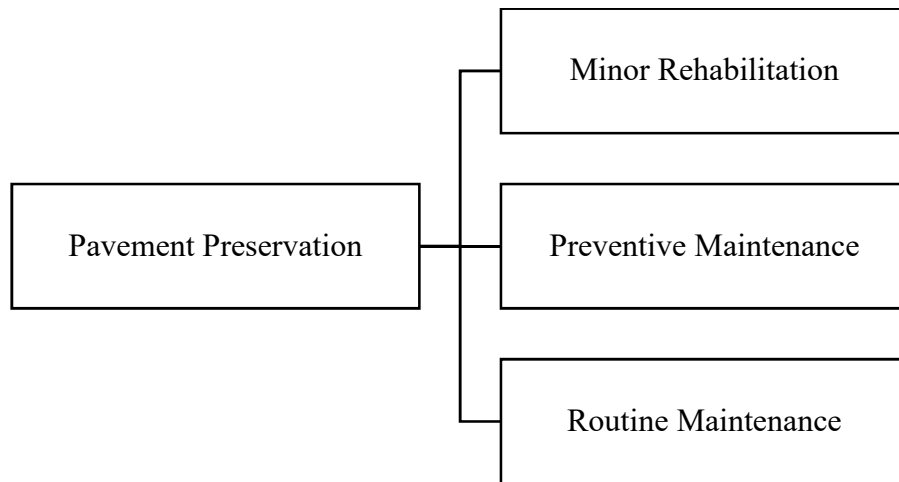 Minor Rehabilitation
Pavement Preservation
Preventive Maintenance
Routine Maintenance